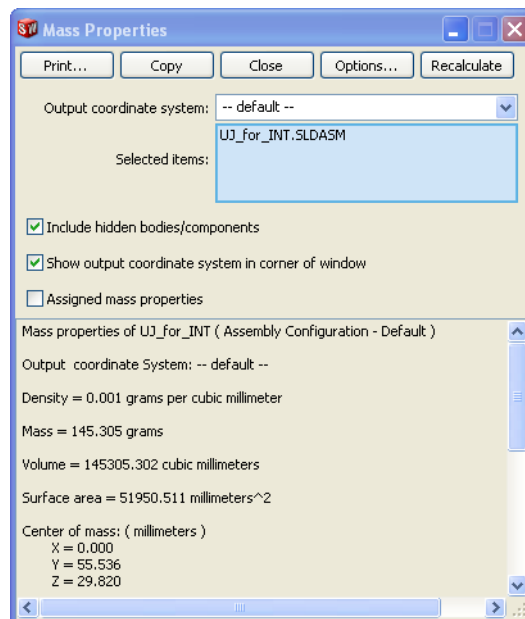 Mass Properties
Print... Copy Close Options... Recalculate
Output coordinate system: -- default --
UJ_for_INT.SLDASM
Selected items:
Include hidden bodies/components
Show output coordinate system in corner of window
Assigned mass properties
Mass properties of UJ_for_INT ( Assembly Configuration - Default )
Output coordinate System: -- default --
Density = 0.001 grams per cubic millimeter
Mass = 145.305 grams
Volume = 145305.302 cubic millimeters
Surface area = 51950.511 millimeters^2
Center of mass: ( millimeters )
X = 0.000
Y = 55.536
Z = 29.820